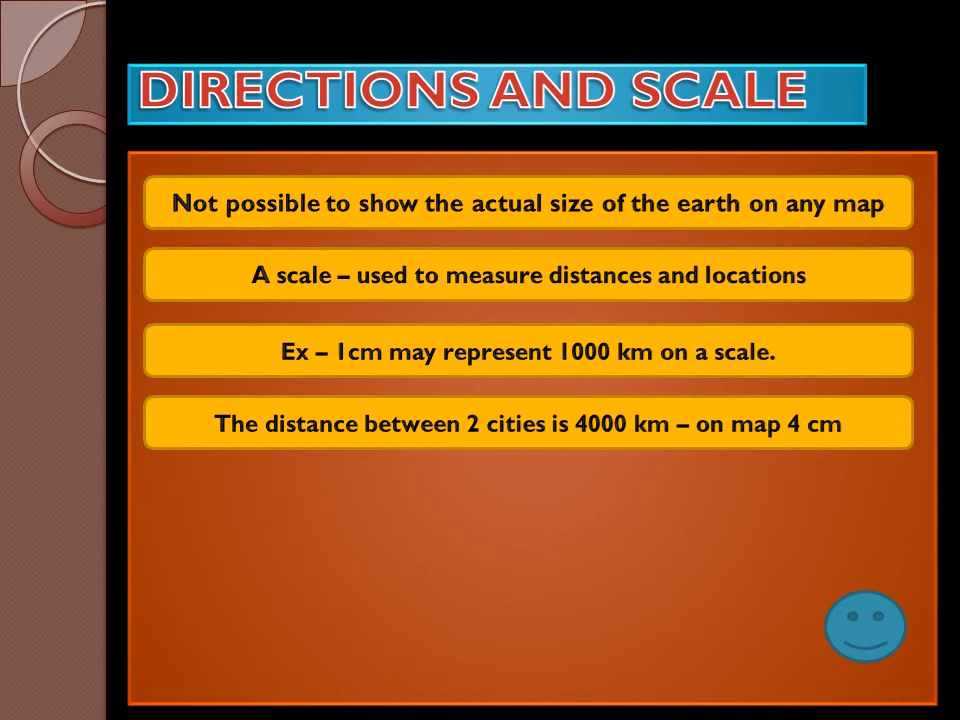 DIRECTIONS AND SCALE
Not possible to show the actual size of the earth on any map
A scale – used to measure distances and locations
Ex – 1cm may represent 1000 km on a scale.
The distance between 2 cities is 4000 km – on map 4 cm